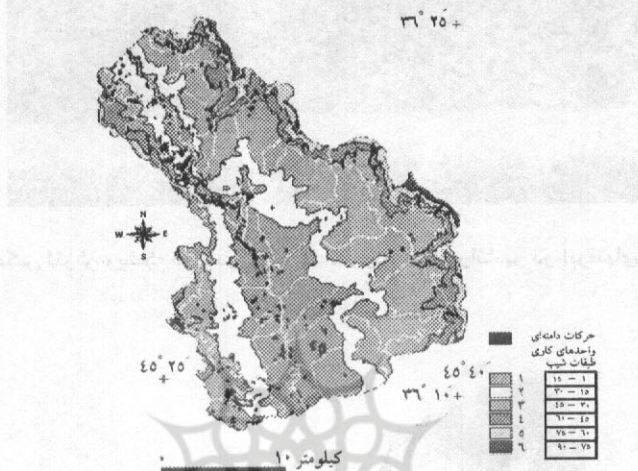 ۳۶° ۲۵' +
N
W E
S
حرکات دامنه‌ای
واحدهای کاری
طبقات شیب
۱ ۱ – ۱۵
۲ ۱۵ – ۳۰
۳ ۳۰ – ۴۵
۴ ۴۵ – ۶۰
۵ ۶۰ – ۷۵
۶ ۷۵ – ۹۰
۴۵° ۲۵'
+
۴۵° ۴۰'
۳۶° ۱۰' +
۰ ۱۰ کیلومتر